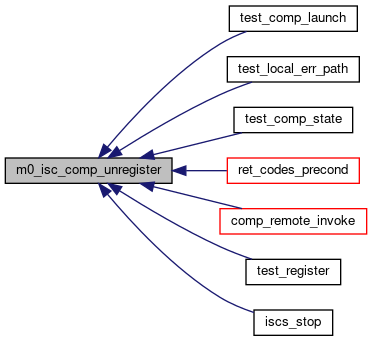 test_comp_launch
test_local_err_path
test_comp_state
m0_isc_comp_unregister
ret_codes_precond
comp_remote_invoke
test_register
iscs_stop